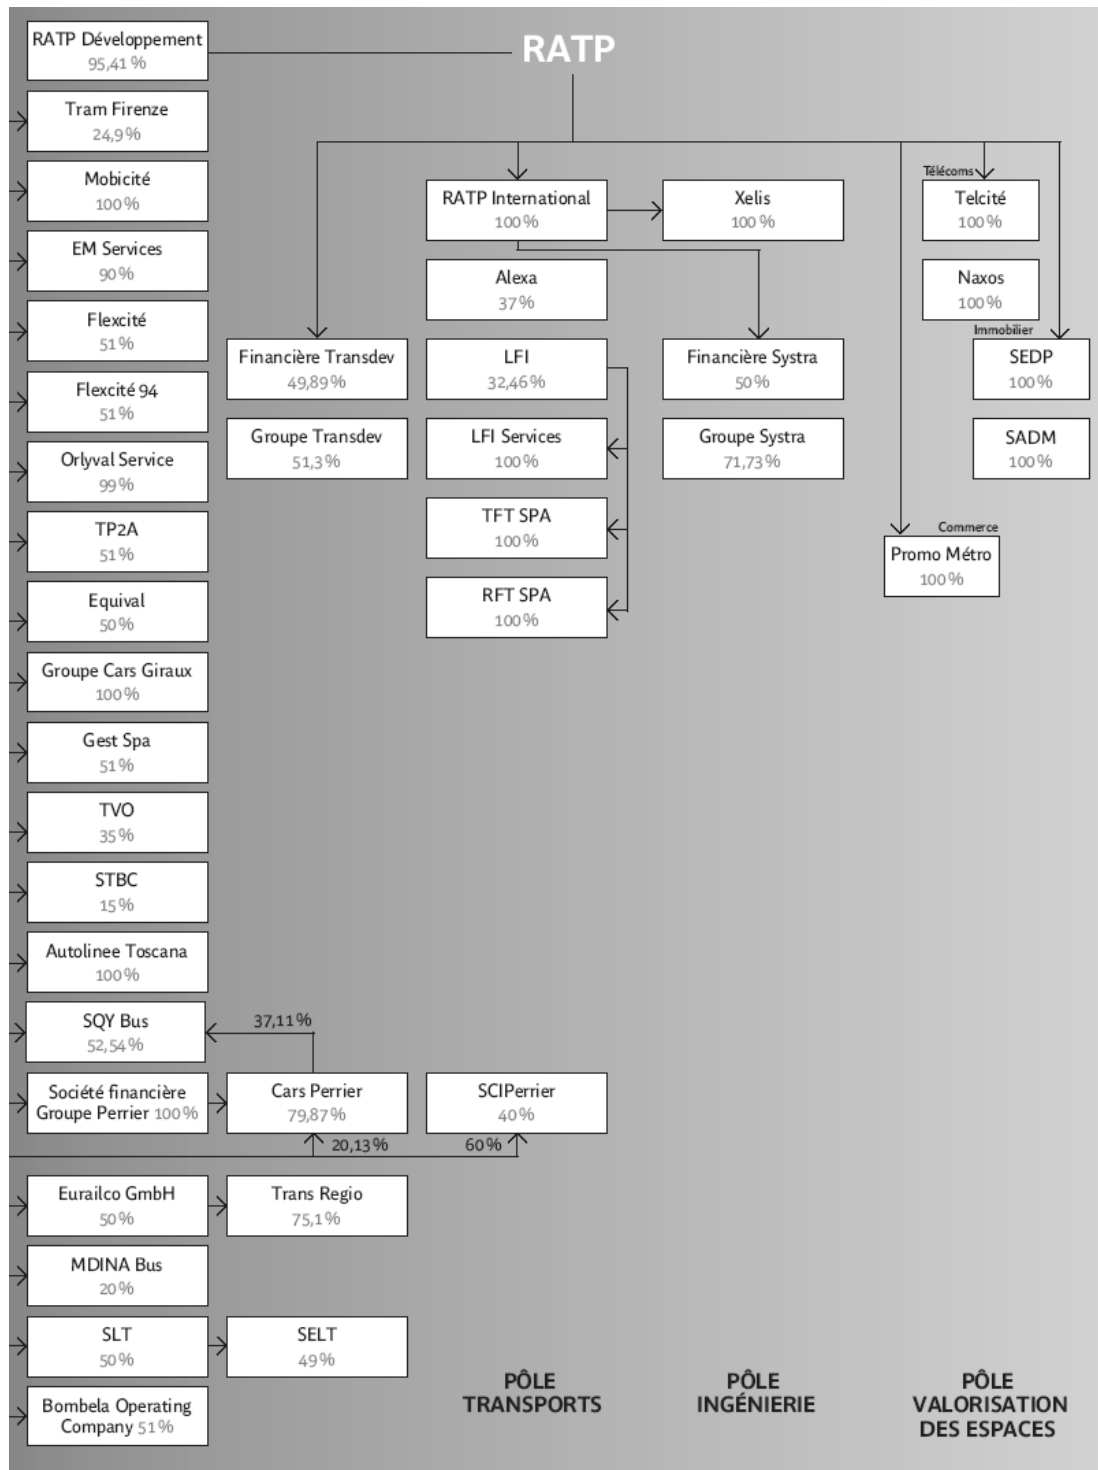 RATP
RATP Développement
95,41 %
Tram Firenze
24,9 %
Mobicité
100 %
EM Services
90 %
Flexcité
51 %
Flexcité 94
51 %
Orlyval Service
99 %
TP2A
51 %
Equival
50 %
Groupe Cars Giraux
100 %
Gest Spa
51 %
TVO
35 %
STBC
15 %
Autolinee Toscana
100 %
SQY Bus
52,54 %
37,11 %
Société financière
Groupe Perrier 100 %
Cars Perrier
79,87 %
SCIPerrier
40 %
20,13 %
60 %
Eurailco GmbH
50 %
Trans Regio
75,1 %
MDINA Bus
20 %
SLT
50 %
SELT
49 %
Bombela Operating
Company 51 %
Financière Transdev
49,89 %
Groupe Transdev
51,3 %
RATP International
100 %
Alexa
37 %
LFI
32,46 %
LFI Services
100 %
TFT SPA
100 %
RFT SPA
100 %
Xelis
100 %
Financière Systra
50 %
Groupe Systra
71,73 %
Télécoms
Telcité
100 %
Naxos
100 %
Immobilier
SEDP
100 %
SADM
100 %
Commerce
Promo Métro
100 %
PÔLE
TRANSPORTS
PÔLE
INGÉNIERIE
PÔLE
VALORISATION
DES ESPACES